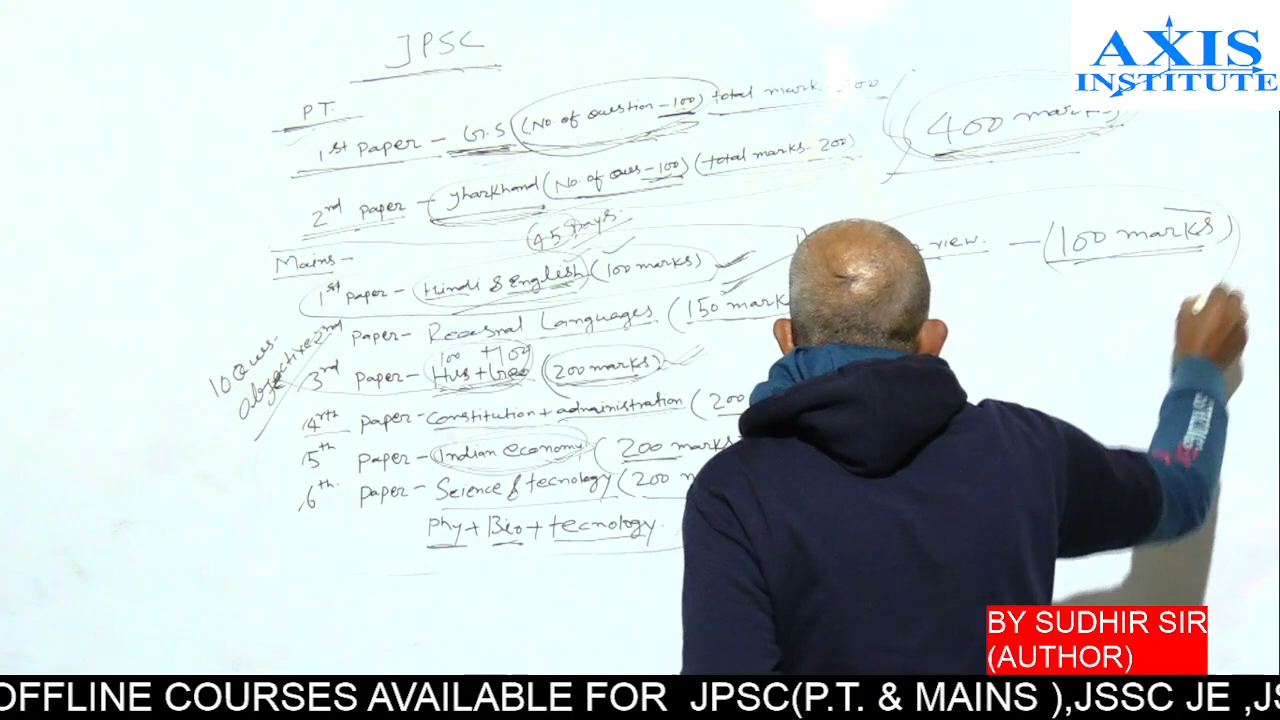 JPSC
AXIS
INSTITUTE
P.T.
1st Paper - G.S (No of question - 100) total mark 200
400 marks
2nd Paper - Jharkhand (No. of Ques - 100) (total marks - 200)
45 Days.
Mains -
1st Paper - Hindi & English (100 marks)
view. - (100 marks)
2nd Paper - Languages (150 mark
10 Ques.
objective
100 + 100
3rd Paper - His + Geo (200 marks)
4rth Paper - Constitution + administration (200
5th Paper - Indian economy (200 marks
6th. Paper - Science & tecnology (200 m
Phy + Bio + tecnology.
BY SUDHIR SIR
(AUTHOR)
OFFLINE COURSES AVAILABLE FOR JPSC(P.T. & MAINS ),JSSC JE ,JS